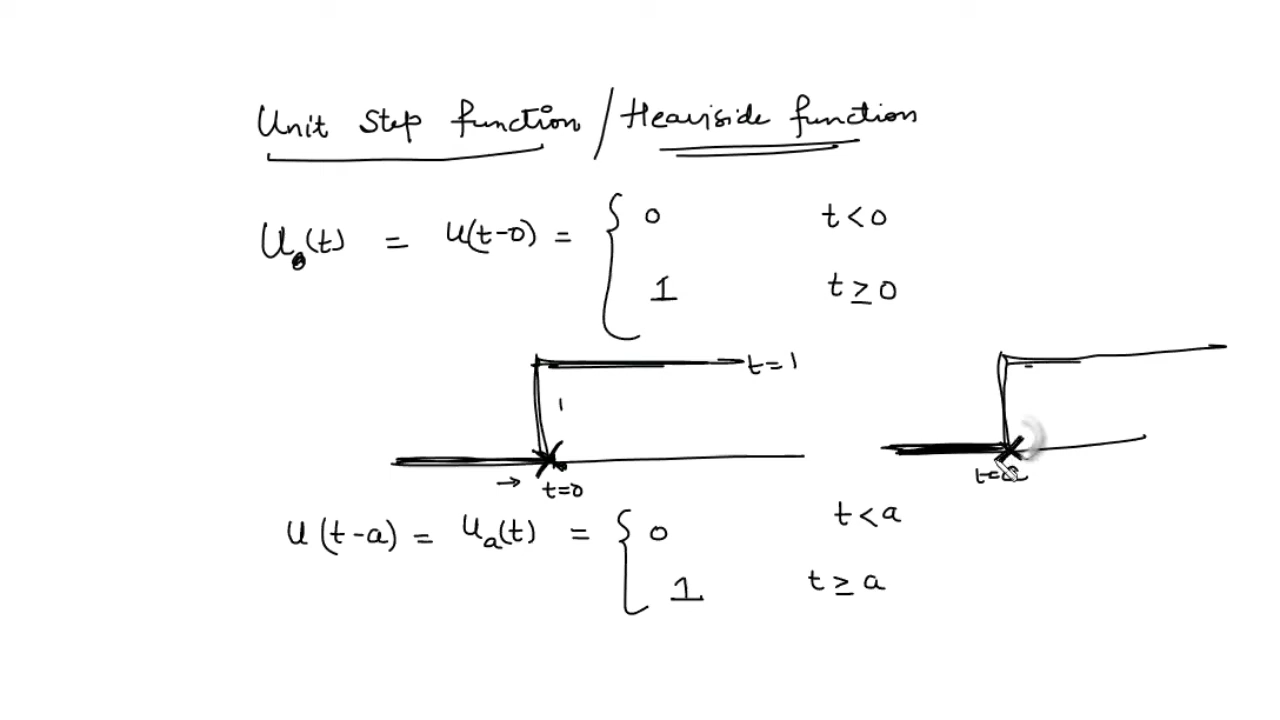 Unit Step function / Heaviside function
U₀(t) = u(t-0) = { 0 t < 0
1 t ≥ 0
t = 1
1
t=0 t=a
u(t-a) = uₐ(t) = { 0 t < a
1 t ≥ a